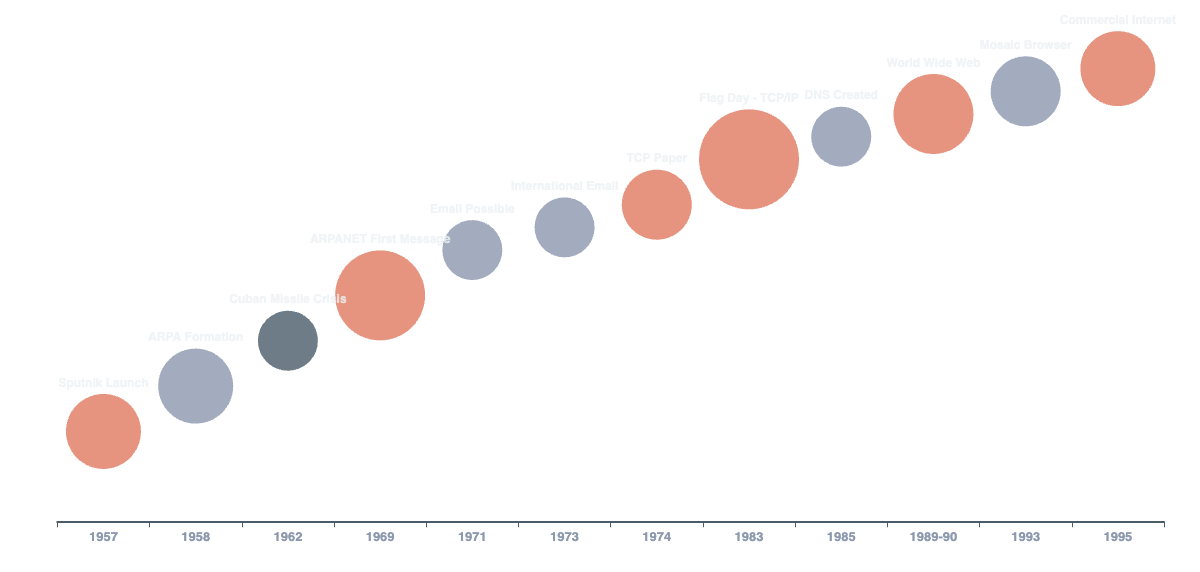 Commercial Internet
Mosaic Browser
World Wide Web
Flag Day - TCP/IP
DNS Created
TCP Paper
International Email
Email Possible
ARPANET First Message
Cuban Missile Crisis
ARPA Formation
Sputnik Launch
1957
1958
1962
1969
1971
1973
1974
1983
1985
1989-90
1993
1995